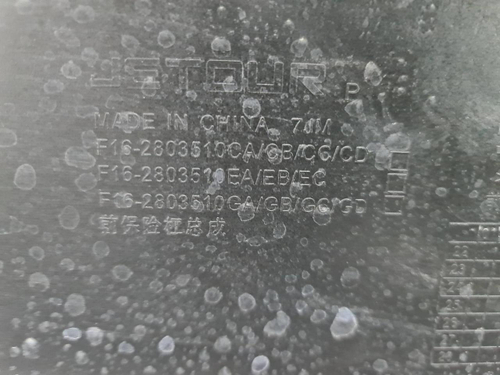 JETOUR
R
MADE IN CHINA 7JM
F16-2803510CA/CB/CC/CD
F16-2803510EA/EB/EC
F16-2803510GA/GB/GC/GD
前保险杠总成